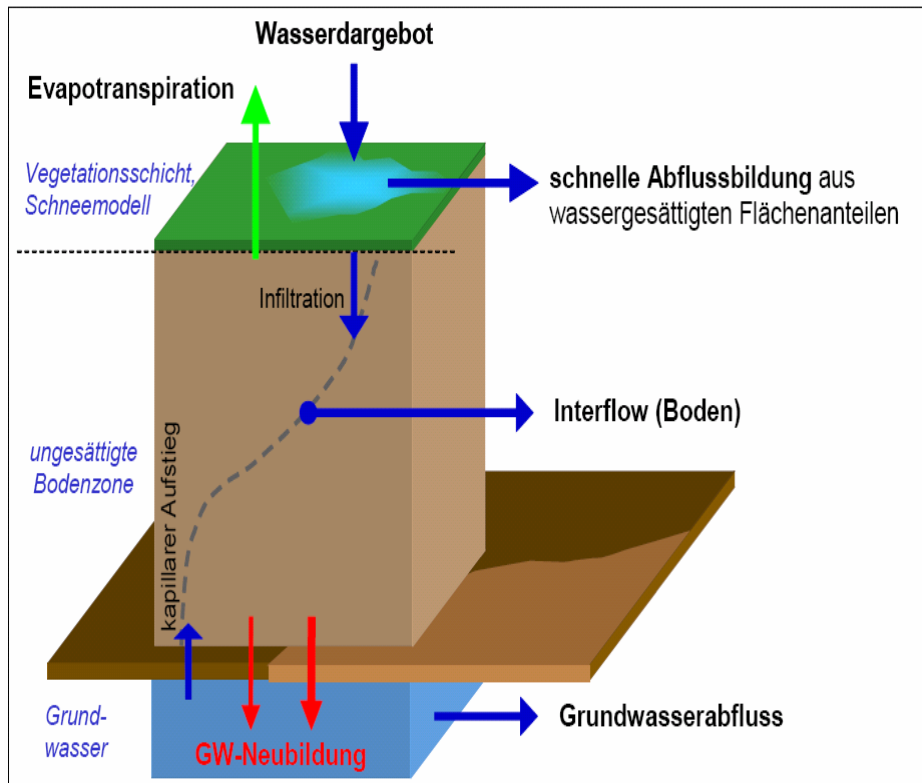 Wasserdargebot
Evapotranspiration
Vegetationsschicht,
Schneemodell
schnelle Abflussbildung aus
wassergesättigten Flächenanteilen
Infiltration
Interflow (Boden)
ungesättigte
Bodenzone
kapillarer Aufstieg
Grund-
wasser
GW-Neubildung
Grundwasserabfluss